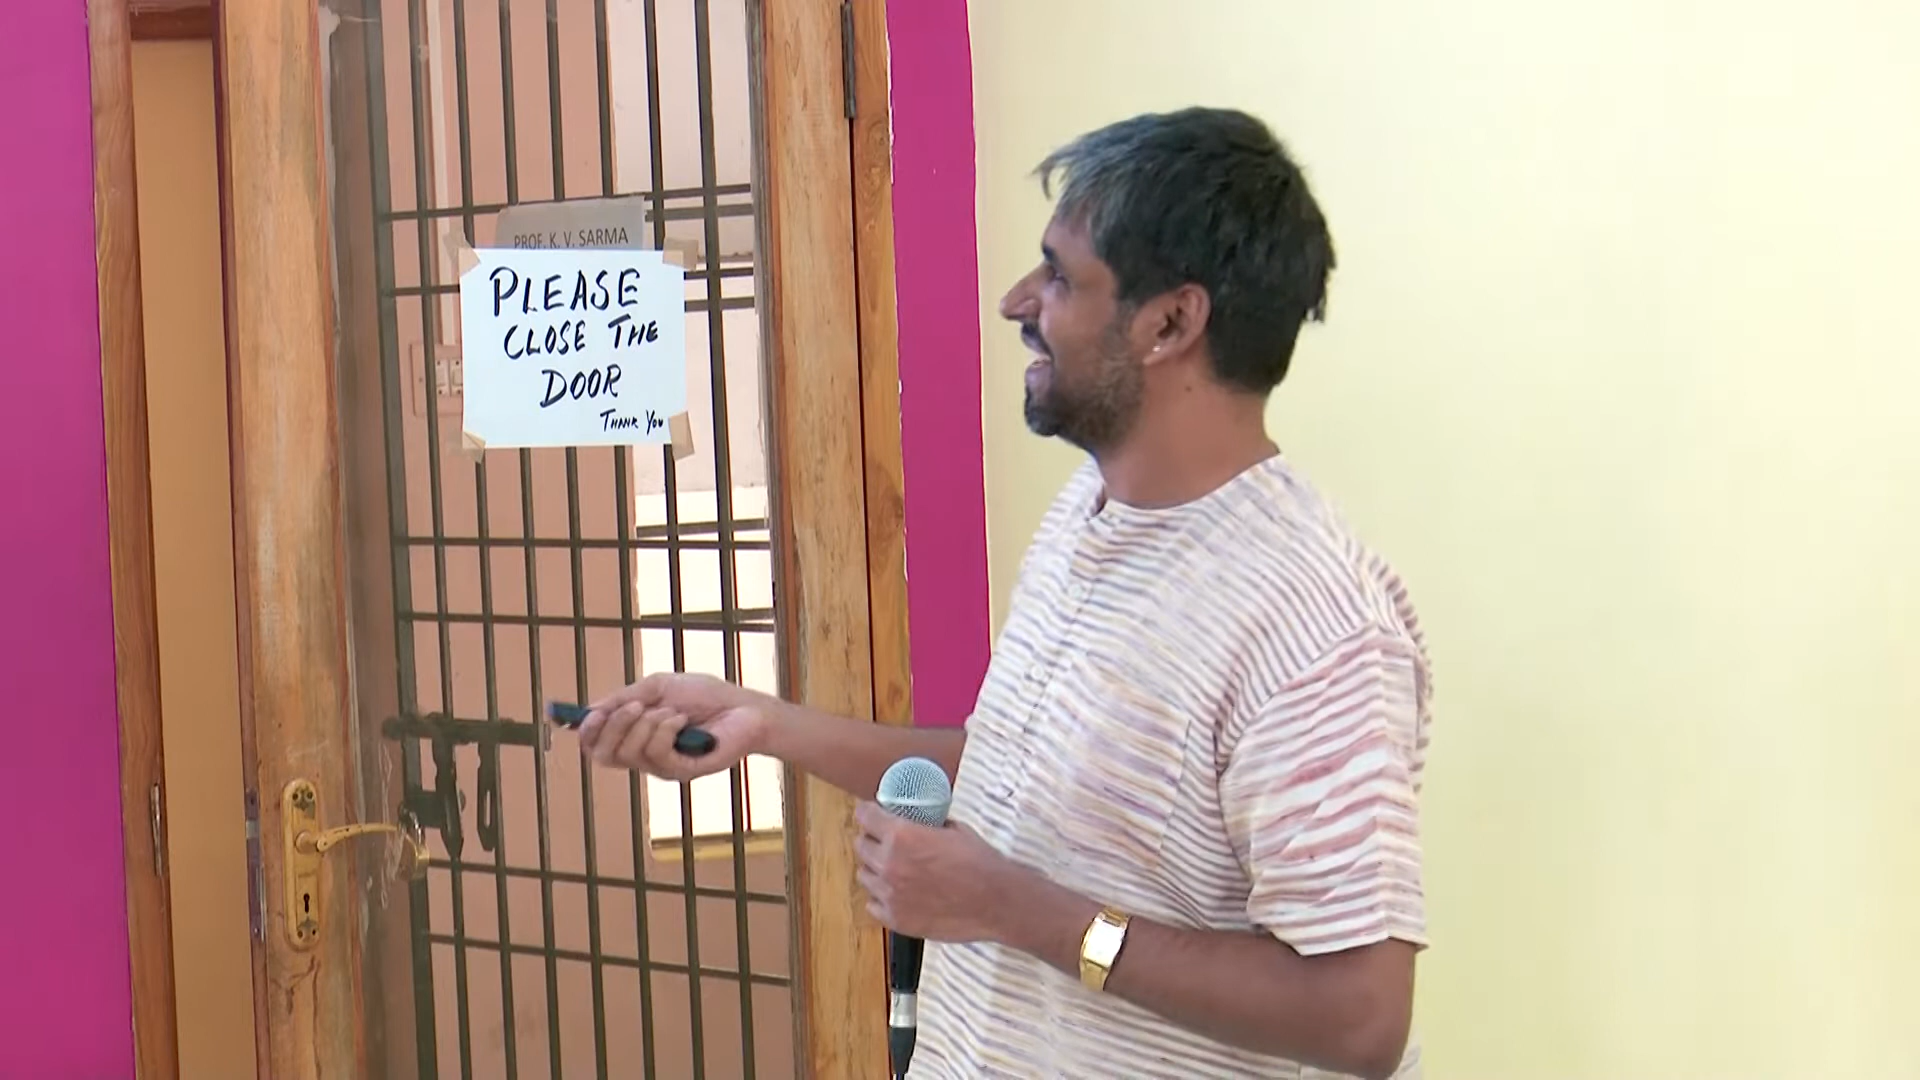 PROF. K. V. SARMA
PLEASE
CLOSE THE
DOOR
THANK YOU